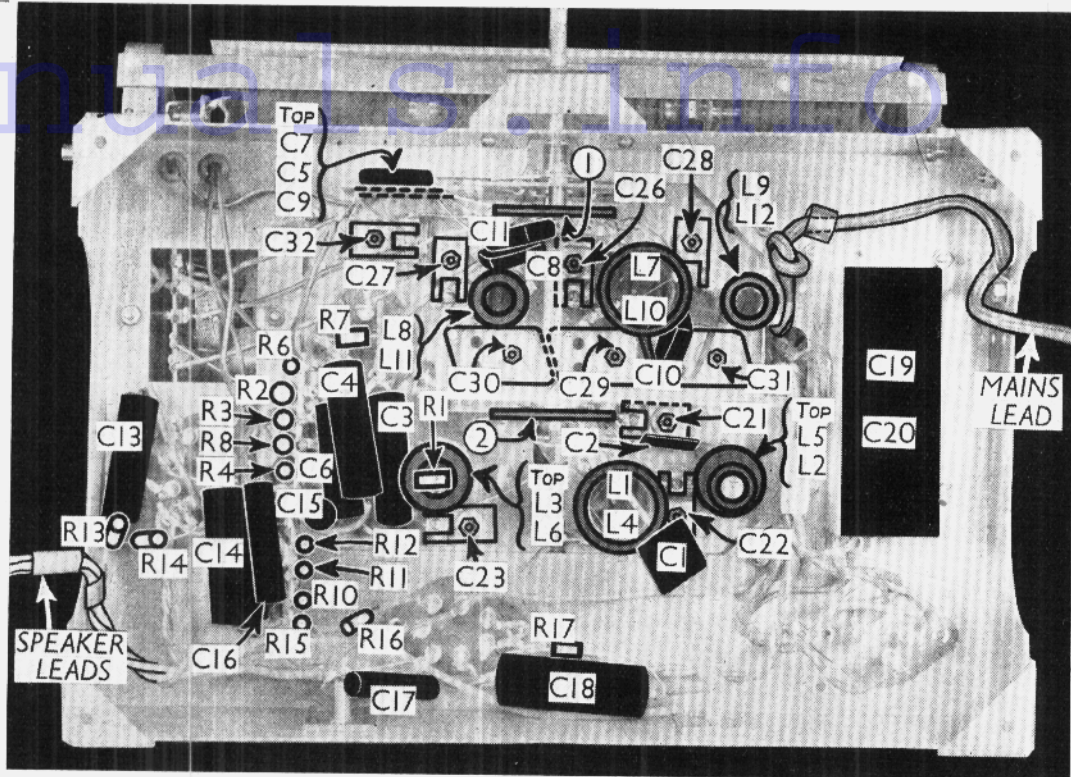 nuals.info
TOP
C7
C5
C9
1
C28
C26
L9
L12
C32
C11
C27
C8
L7
L10
R7
L8
L11
R6
C30
C29
C10
C31
C19
C20
MAINS
LEAD
R2
R3
R8
R4
C4
C3
R1
C13
C6
2
C21
C2
TOP
L5
L2
TOP
L3
L6
L1
L4
C15
R13
R14
C14
R12
R11
C23
C1
C22
R10
R15
R16
C16
SPEAKER
LEADS
R17
C17
C18